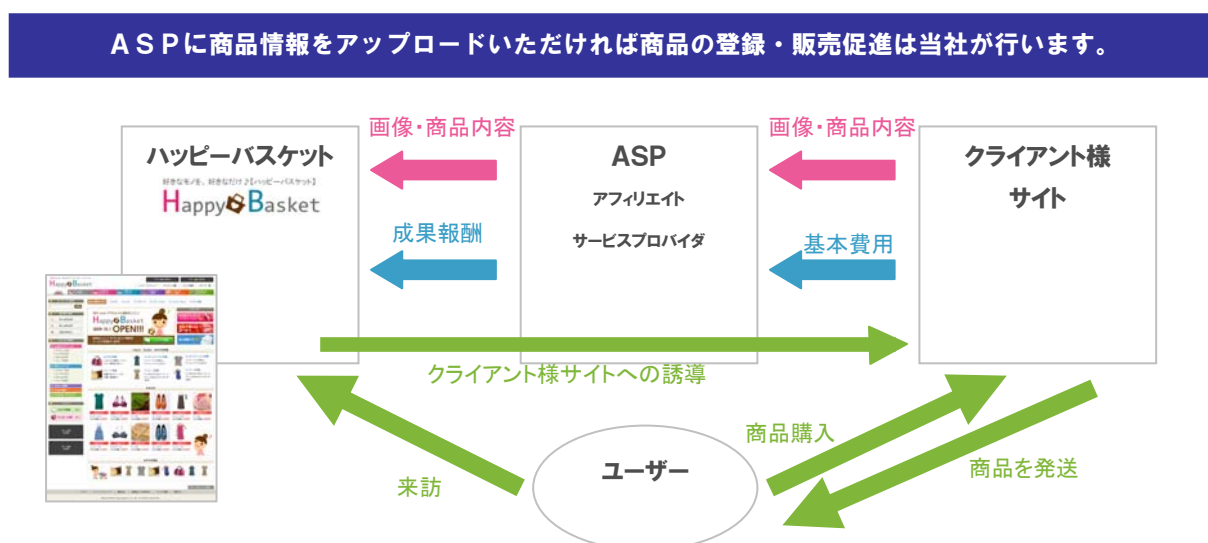 ASPに商品情報をアップロードいただければ商品の登録・販売促進は当社が行います。
画像・商品内容
画像・商品内容
ハッピーバスケット
好きなモノを、好きなだけ♪【ハッピーバスケット】
Happy Basket
ASP
アフィリエイト
サービスプロバイダ
クライアント様
サイト
成果報酬
基本費用
Happy Basket
Happy Basket
OPEN!!!
クライアント様サイトへの誘導
商品購入
ユーザー
商品を発送
来訪